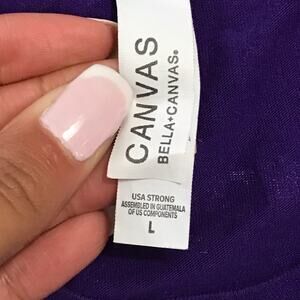 CANVAS
BELLA+CANVAS®
USA STRONG
ASSEMBLED IN GUATEMALA
OF US COMPONENTS
L